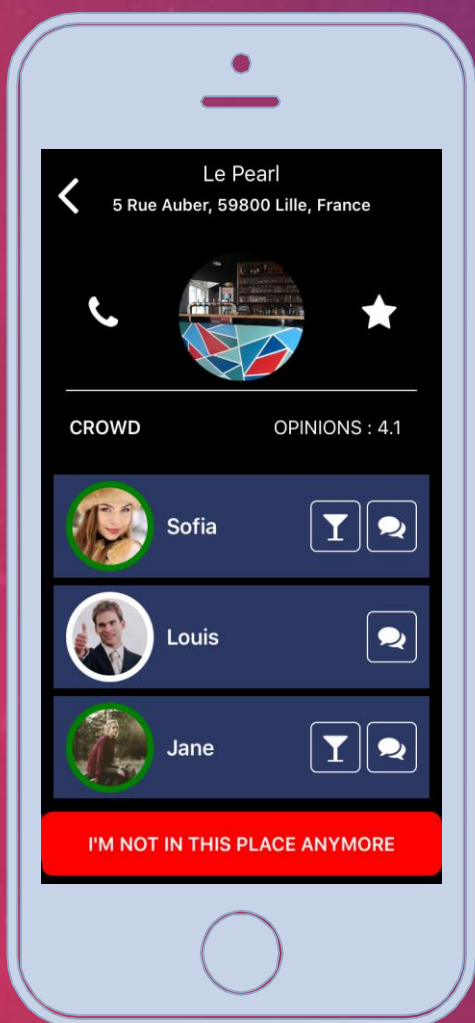 Le Pearl
5 Rue Auber, 59800 Lille, France
CROWD
OPINIONS : 4.1
Sofia
Louis
Jane
I'M NOT IN THIS PLACE ANYMORE